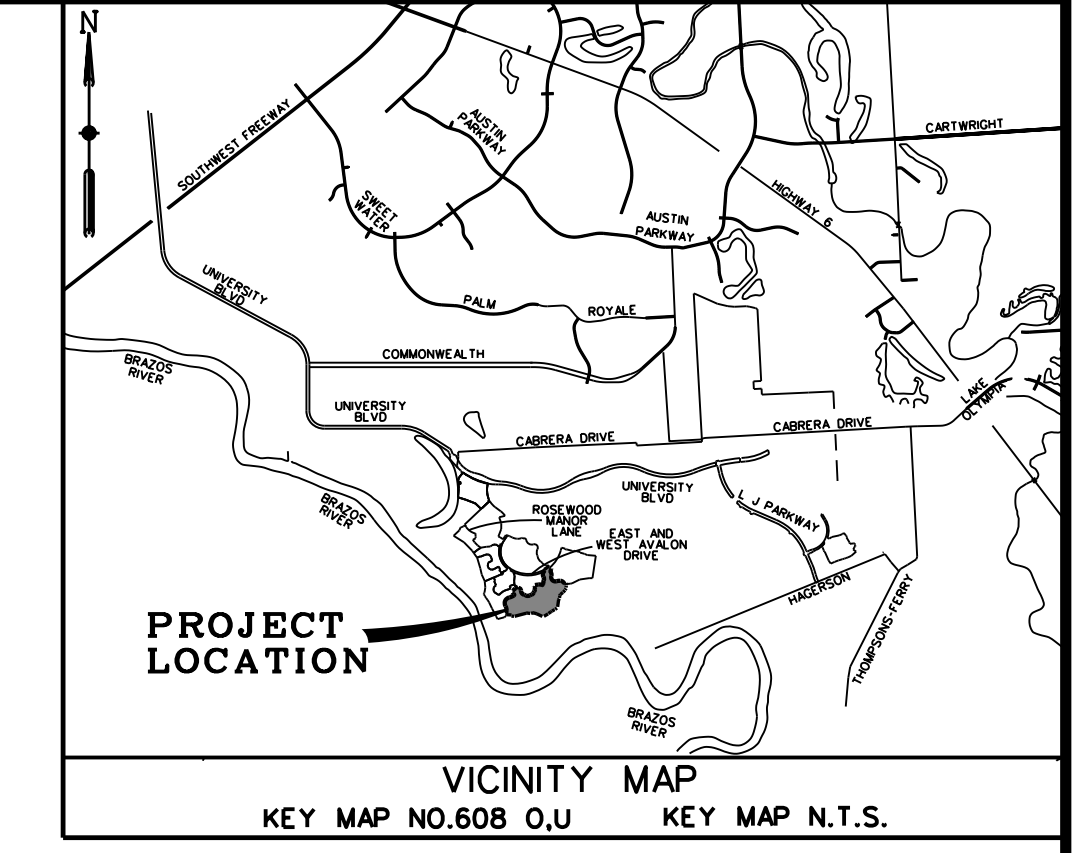 N
SOUTHWEST FREEWAY
AUSTIN
PARKWAY
CARTWRIGHT
SWEET
WATER
HIGHWAY 6
AUSTIN
PARKWAY
UNIVERSITY
BLVD
PALM
ROYALE
BRAZOS
RIVER
COMMONWEALTH
LAKE
OLYMPIA
UNIVERSITY
BLVD
CABRERA DRIVE
CABRERA DRIVE
UNIVERSITY
BLVD
L J PARKWAY
BRAZOS
RIVER
ROSEWOOD
MANOR
LANE
EAST AND
WEST AVALON
DRIVE
HAGERSON
THOMPSONS-FERRY
PROJECT
LOCATION
BRAZOS
RIVER
VICINITY MAP
KEY MAP NO.608 O,U KEY MAP N.T.S.